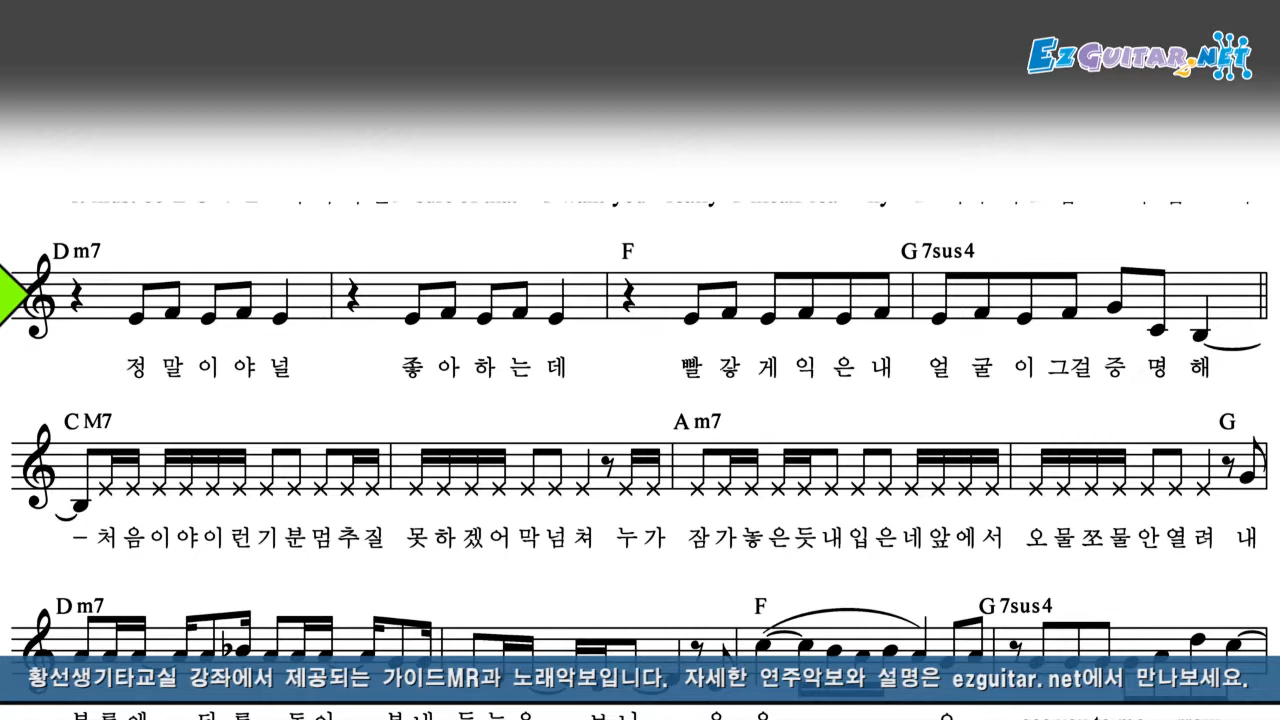 EzGuitar.net
Dm7 F G7sus4
정말이야널 좋아하는데 빨갛게익은내 얼굴이그걸증명해
CM7 Am7 G
- 처음이야이런기분멈추질 못하겠어막넘쳐 누가 잠가놓은듯내입은네앞에서 오물쪼물안열려 내
Dm7 F G7sus4
황선생기타교실 강좌에서 제공되는 가이드MR과 노래악보입니다. 자세한 연주악보와 설명은 ezguitar.net에서 만나보세요.